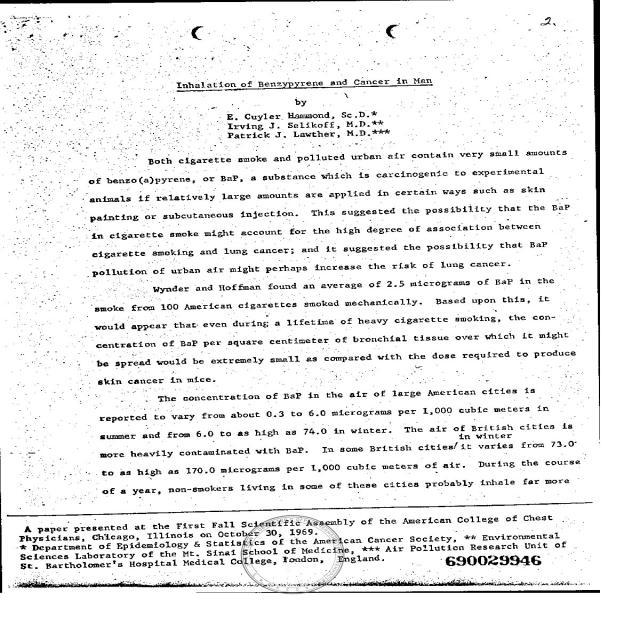 2.
Inhalation of Benzypyrene and Cancer in Man
by
E. Cuyler Hammond, Sc.D.*
Irving J. Selikoff, M.D.**
Patrick J. Lawther, M.D.***
Both cigarette smoke and polluted urban air contain very small amounts
of benzo(a)pyrene, or BaP, a substance which is carcinogenic to experimental
animals if relatively large amounts are applied in certain ways such as skin
painting or subcutaneous injection. This suggested the possibility that the BaP
in cigarette smoke might account for the high degree of association between
cigarette smoking and lung cancer; and it suggested the possibility that BaP
pollution of urban air might perhaps increase the risk of lung cancer.
Wynder and Hoffman found an average of 2.5 micrograms of BaP in the
smoke from 100 American cigarettes smoked mechanically. Based upon this, it
would appear that even during a lifetime of heavy cigarette smoking, the con-
centration of BaP per square centimeter of bronchial tissue over which it might
be spread would be extremely small as compared with the dose required to produce
skin cancer in mice.
The concentration of BaP in the air of large American cities is
reported to vary from about 0.3 to 6.0 micrograms per 1,000 cubic meters in
summer and from 6.0 to as high as 74.0 in winter. The air of British cities is
in winter
more heavily contaminated with BaP. In some British cities/it varies from 73.0
to as high as 170.0 micrograms per 1,000 cubic meters of air. During the course
of a year, non-smokers living in some of these cities probably inhale far more
A paper presented at the First Fall Scientific Assembly of the American College of Chest
Physicians, Chicago, Illinois on October 30, 1969.
* Department of Epidemiology & Statistics of the American Cancer Society, ** Environmental
Sciences Laboratory of the Mt. Sinai School of Medicine, *** Air Pollution Research Unit of
St. Bartholomer's Hospital Medical College, London, England.
690029946